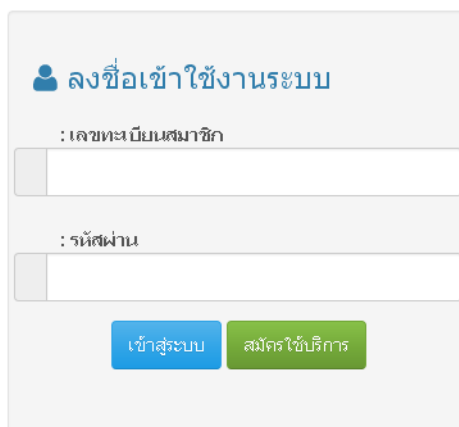 ลงชื่อเข้าใช้งานระบบ
: เลขทะเบียนสมาชิก
: รหัสผ่าน
เข้าสู่ระบบ
สมัครใช้บริการ